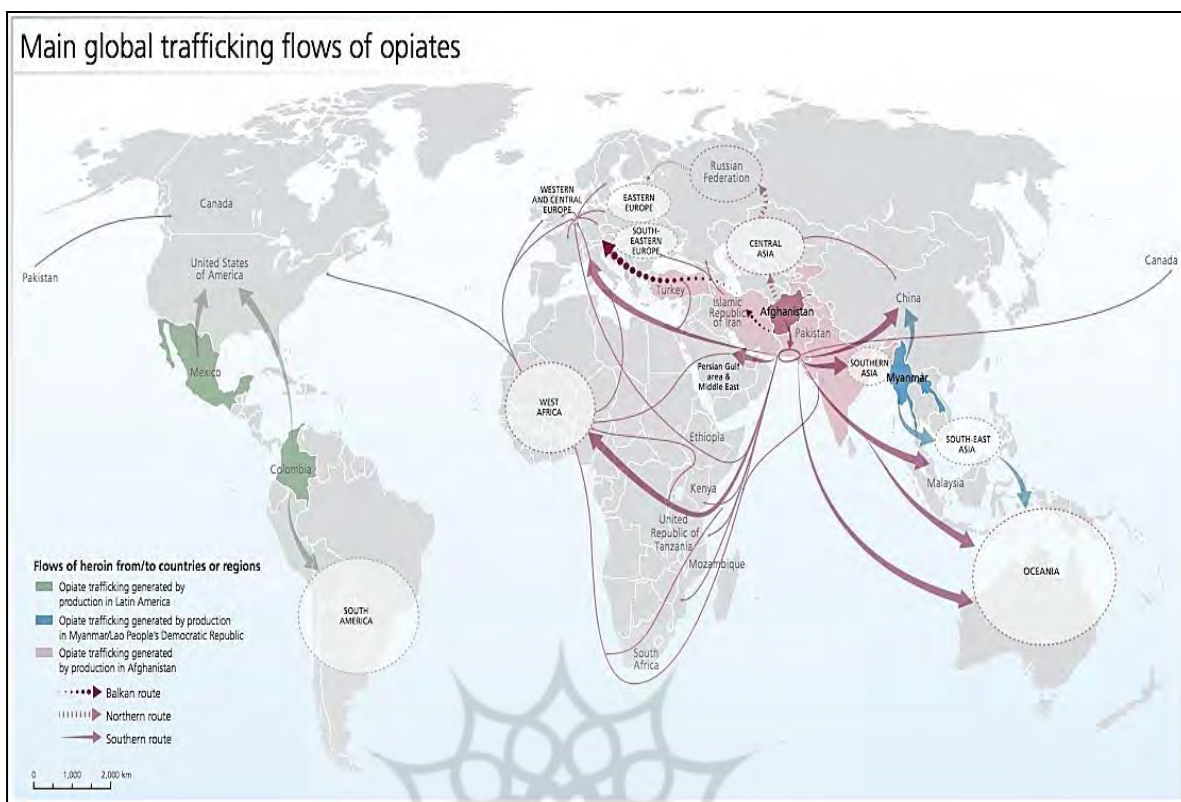 Main global trafficking flows of opiates
Canada
United States
of America
Pakistan
Mexico
Colombia
SOUTH
AMERICA
WESTERN
AND CENTRAL
EUROPE
EASTERN
EUROPE
SOUTH-
EASTERN
EUROPE
Russian
Federation
CENTRAL
ASIA
Turkey
Islamic
Republic
of Iran
Afghanistan
Pakistan
Persian Gulf
area &
Middle East
WEST
AFRICA
Ethiopia
Kenya
United
Republic of
Tanzania
Mozambique
South
Africa
China
Canada
SOUTHERN
ASIA
Myanmar
SOUTH-EAST
ASIA
Malaysia
OCEANIA
Flows of heroin from/to countries or regions
Opiate trafficking generated by
production in Latin America
Opiate trafficking generated by production
in Myanmar/Lao People's Democratic Republic
Opiate trafficking generated
by production in Afghanistan
Balkan route
Northern route
Southern route
0 1,000 2,000 km